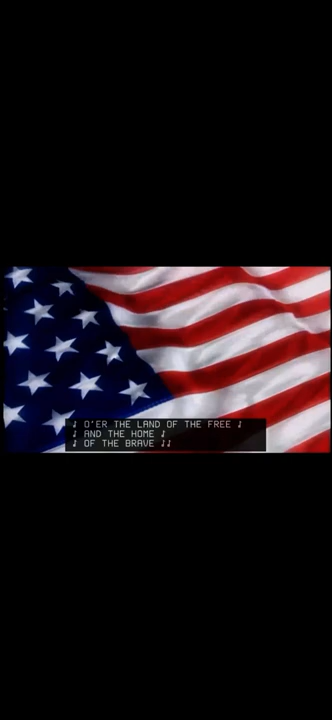 ♪ O'ER THE LAND OF THE FREE ♪
♪ AND THE HOME ♪
♪ OF THE BRAVE ♪♪